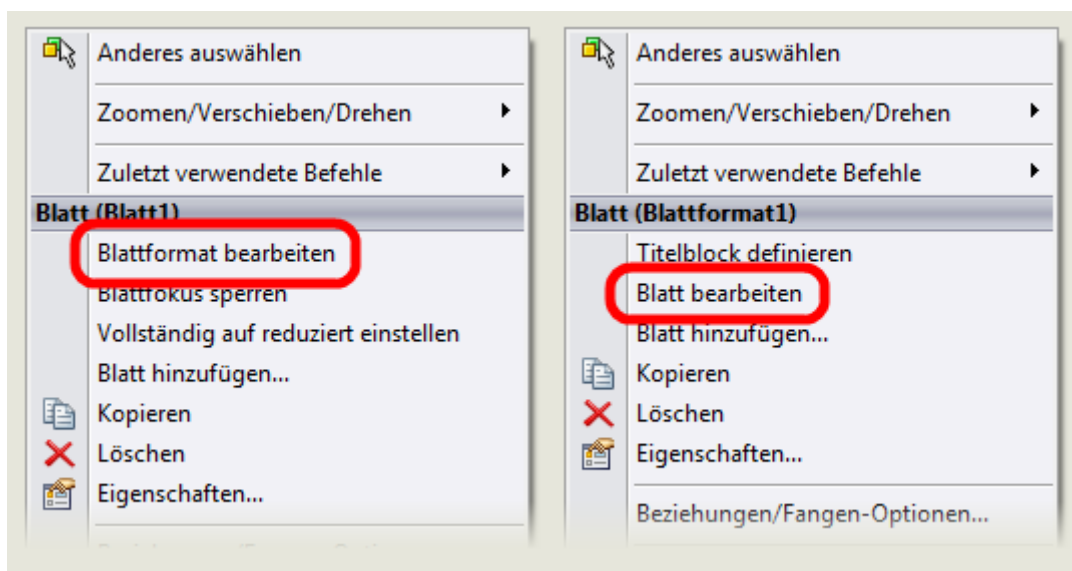 Anderes auswählen
Zoomen/Verschieben/Drehen
Zuletzt verwendete Befehle
Blatt (Blatt1)
Blattformat bearbeiten
Blattfokus sperren
Vollständig auf reduziert einstellen
Blatt hinzufügen...
Kopieren
Löschen
Eigenschaften...
Anderes auswählen
Zoomen/Verschieben/Drehen
Zuletzt verwendete Befehle
Blatt (Blattformat1)
Titelblock definieren
Blatt bearbeiten
Blatt hinzufügen...
Kopieren
Löschen
Eigenschaften...
Beziehungen/Fangen-Optionen...